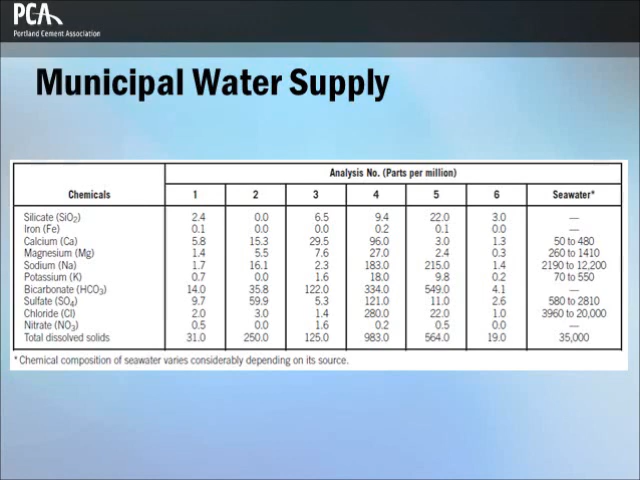 PCA
Portland Cement Association
Municipal Water Supply
Analysis No. (Parts per million)
Chemicals 1 2 3 4 5 6 Seawater*
Silicate (SiO₂) 2.4 0.0 6.5 9.4 22.0 3.0 —
Iron (Fe) 0.1 0.0 0.0 0.2 0.1 0.0 —
Calcium (Ca) 5.8 15.3 29.5 96.0 3.0 1.3 50 to 480
Magnesium (Mg) 1.4 5.5 7.6 27.0 2.4 0.3 260 to 1410
Sodium (Na) 1.7 16.1 2.3 183.0 215.0 1.4 2190 to 12,200
Potassium (K) 0.7 0.0 1.6 18.0 9.8 0.2 70 to 550
Bicarbonate (HCO₃) 14.0 35.8 122.0 334.0 549.0 4.1 —
Sulfate (SO₄) 9.7 59.9 5.3 121.0 11.0 2.6 580 to 2810
Chloride (Cl) 2.0 3.0 1.4 280.0 22.0 1.0 3960 to 20,000
Nitrate (NO₃) 0.5 0.0 1.6 0.2 0.5 0.0 —
Total dissolved solids 31.0 250.0 125.0 983.0 564.0 19.0 35,000
*Chemical composition of seawater varies considerably depending on its source.